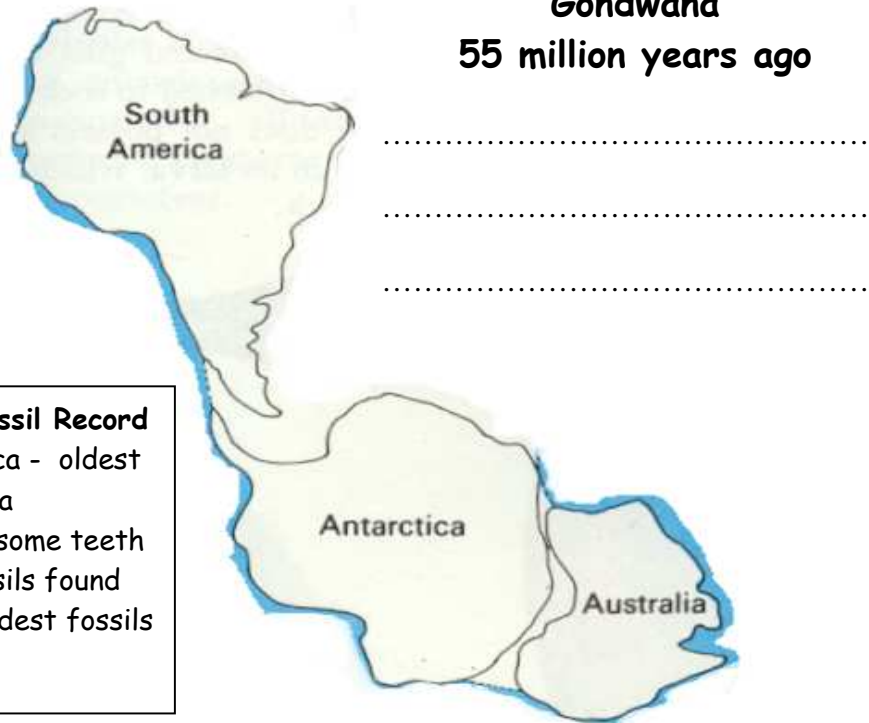 Gondwana
55 million years ago
South
America
..............................................
..............................................
..............................................
ssil Record
ca - oldest
a
some teeth
sils found
dest fossils
Antarctica
Australia